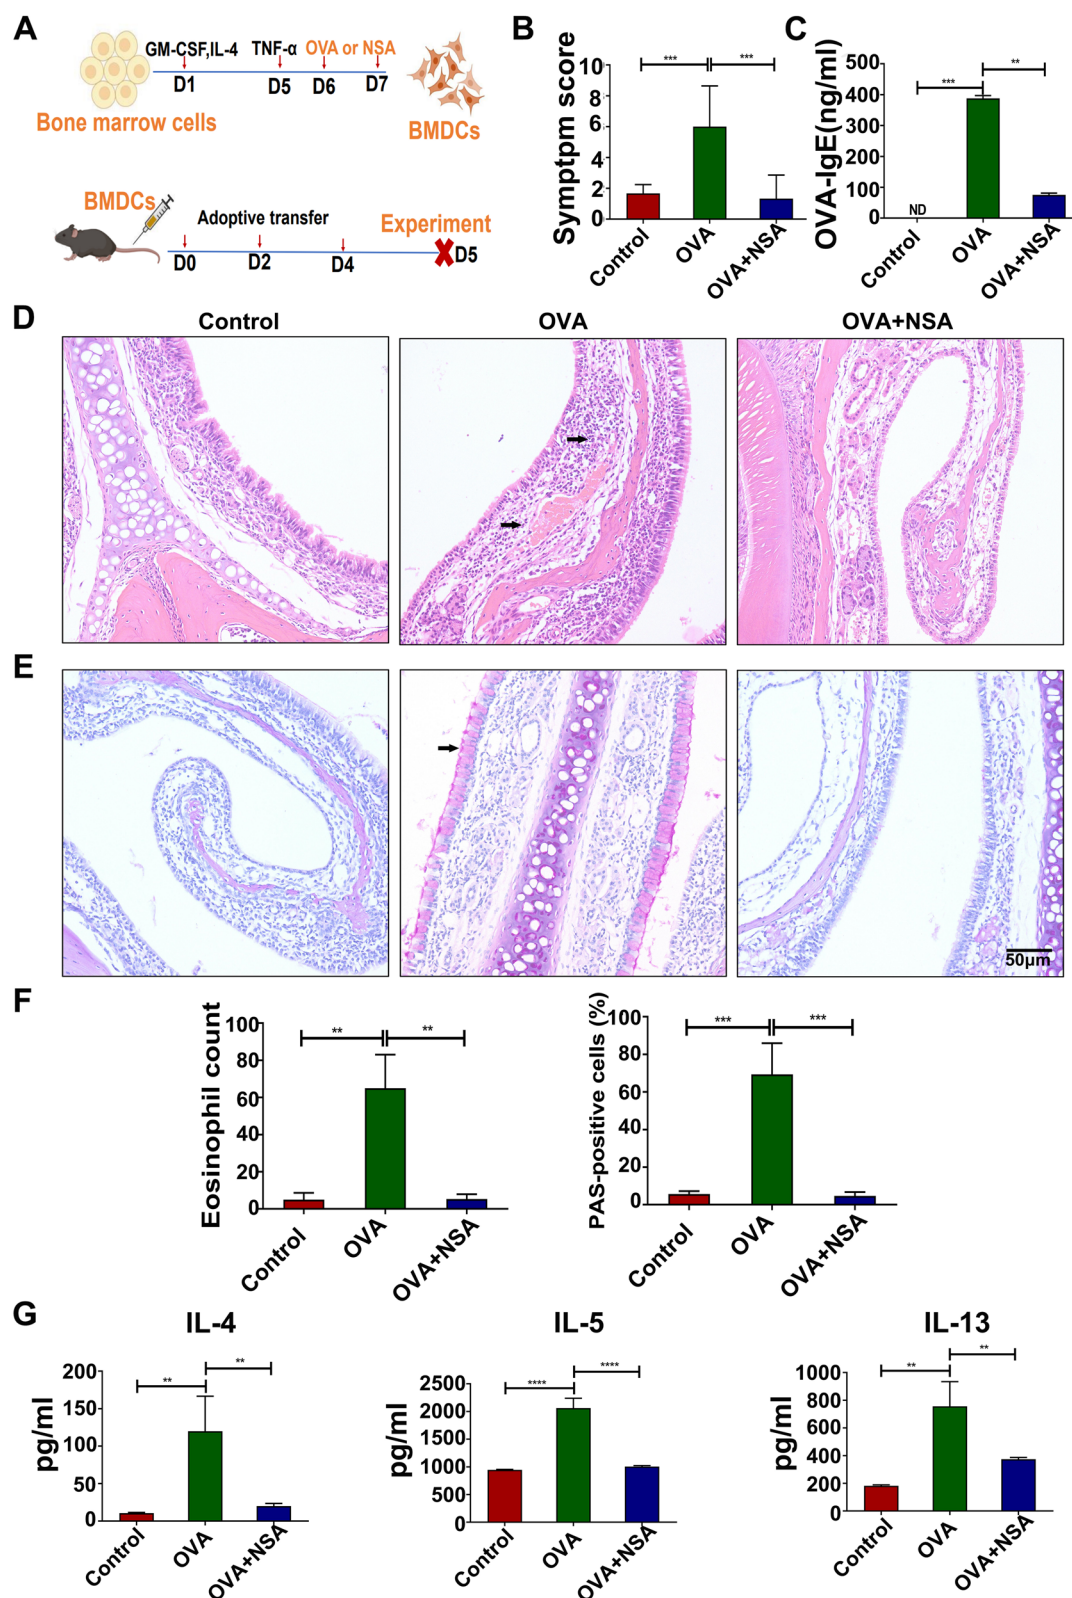 A
GM-CSF,IL-4
TNF-α
OVA or NSA
D1
D5
D6
D7
Bone marrow cells
BMDCs
BMDCs
Adoptive transfer
Experiment
D0
D2
D4
D5
B
Symptpm score
10
8
6
4
2
0
***
***
Control
OVA
OVA+NSA
C
OVA-IgE(ng/ml)
500
400
300
200
100
0
***
**
ND
Control
OVA
OVA+NSA
D
Control
OVA
OVA+NSA
E
50μm
F
Eosinophil count
100
80
60
40
20
0
**
**
Control
OVA
OVA+NSA
PAS-positive cells (%)
100
80
60
40
20
0
***
***
Control
OVA
OVA+NSA
G
IL-4
pg/ml
200
150
100
50
0
**
**
Control
OVA
OVA+NSA
IL-5
pg/ml
2500
2000
1500
1000
500
0
****
****
Control
OVA
OVA+NSA
IL-13
pg/ml
1000
800
600
400
200
0
**
**
Control
OVA
OVA+NSA